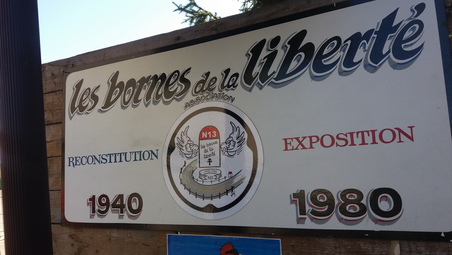 les bornes de la liberté
ASSOCIATION
N13
RECONSTITUTION
EXPOSITION
1940
1980